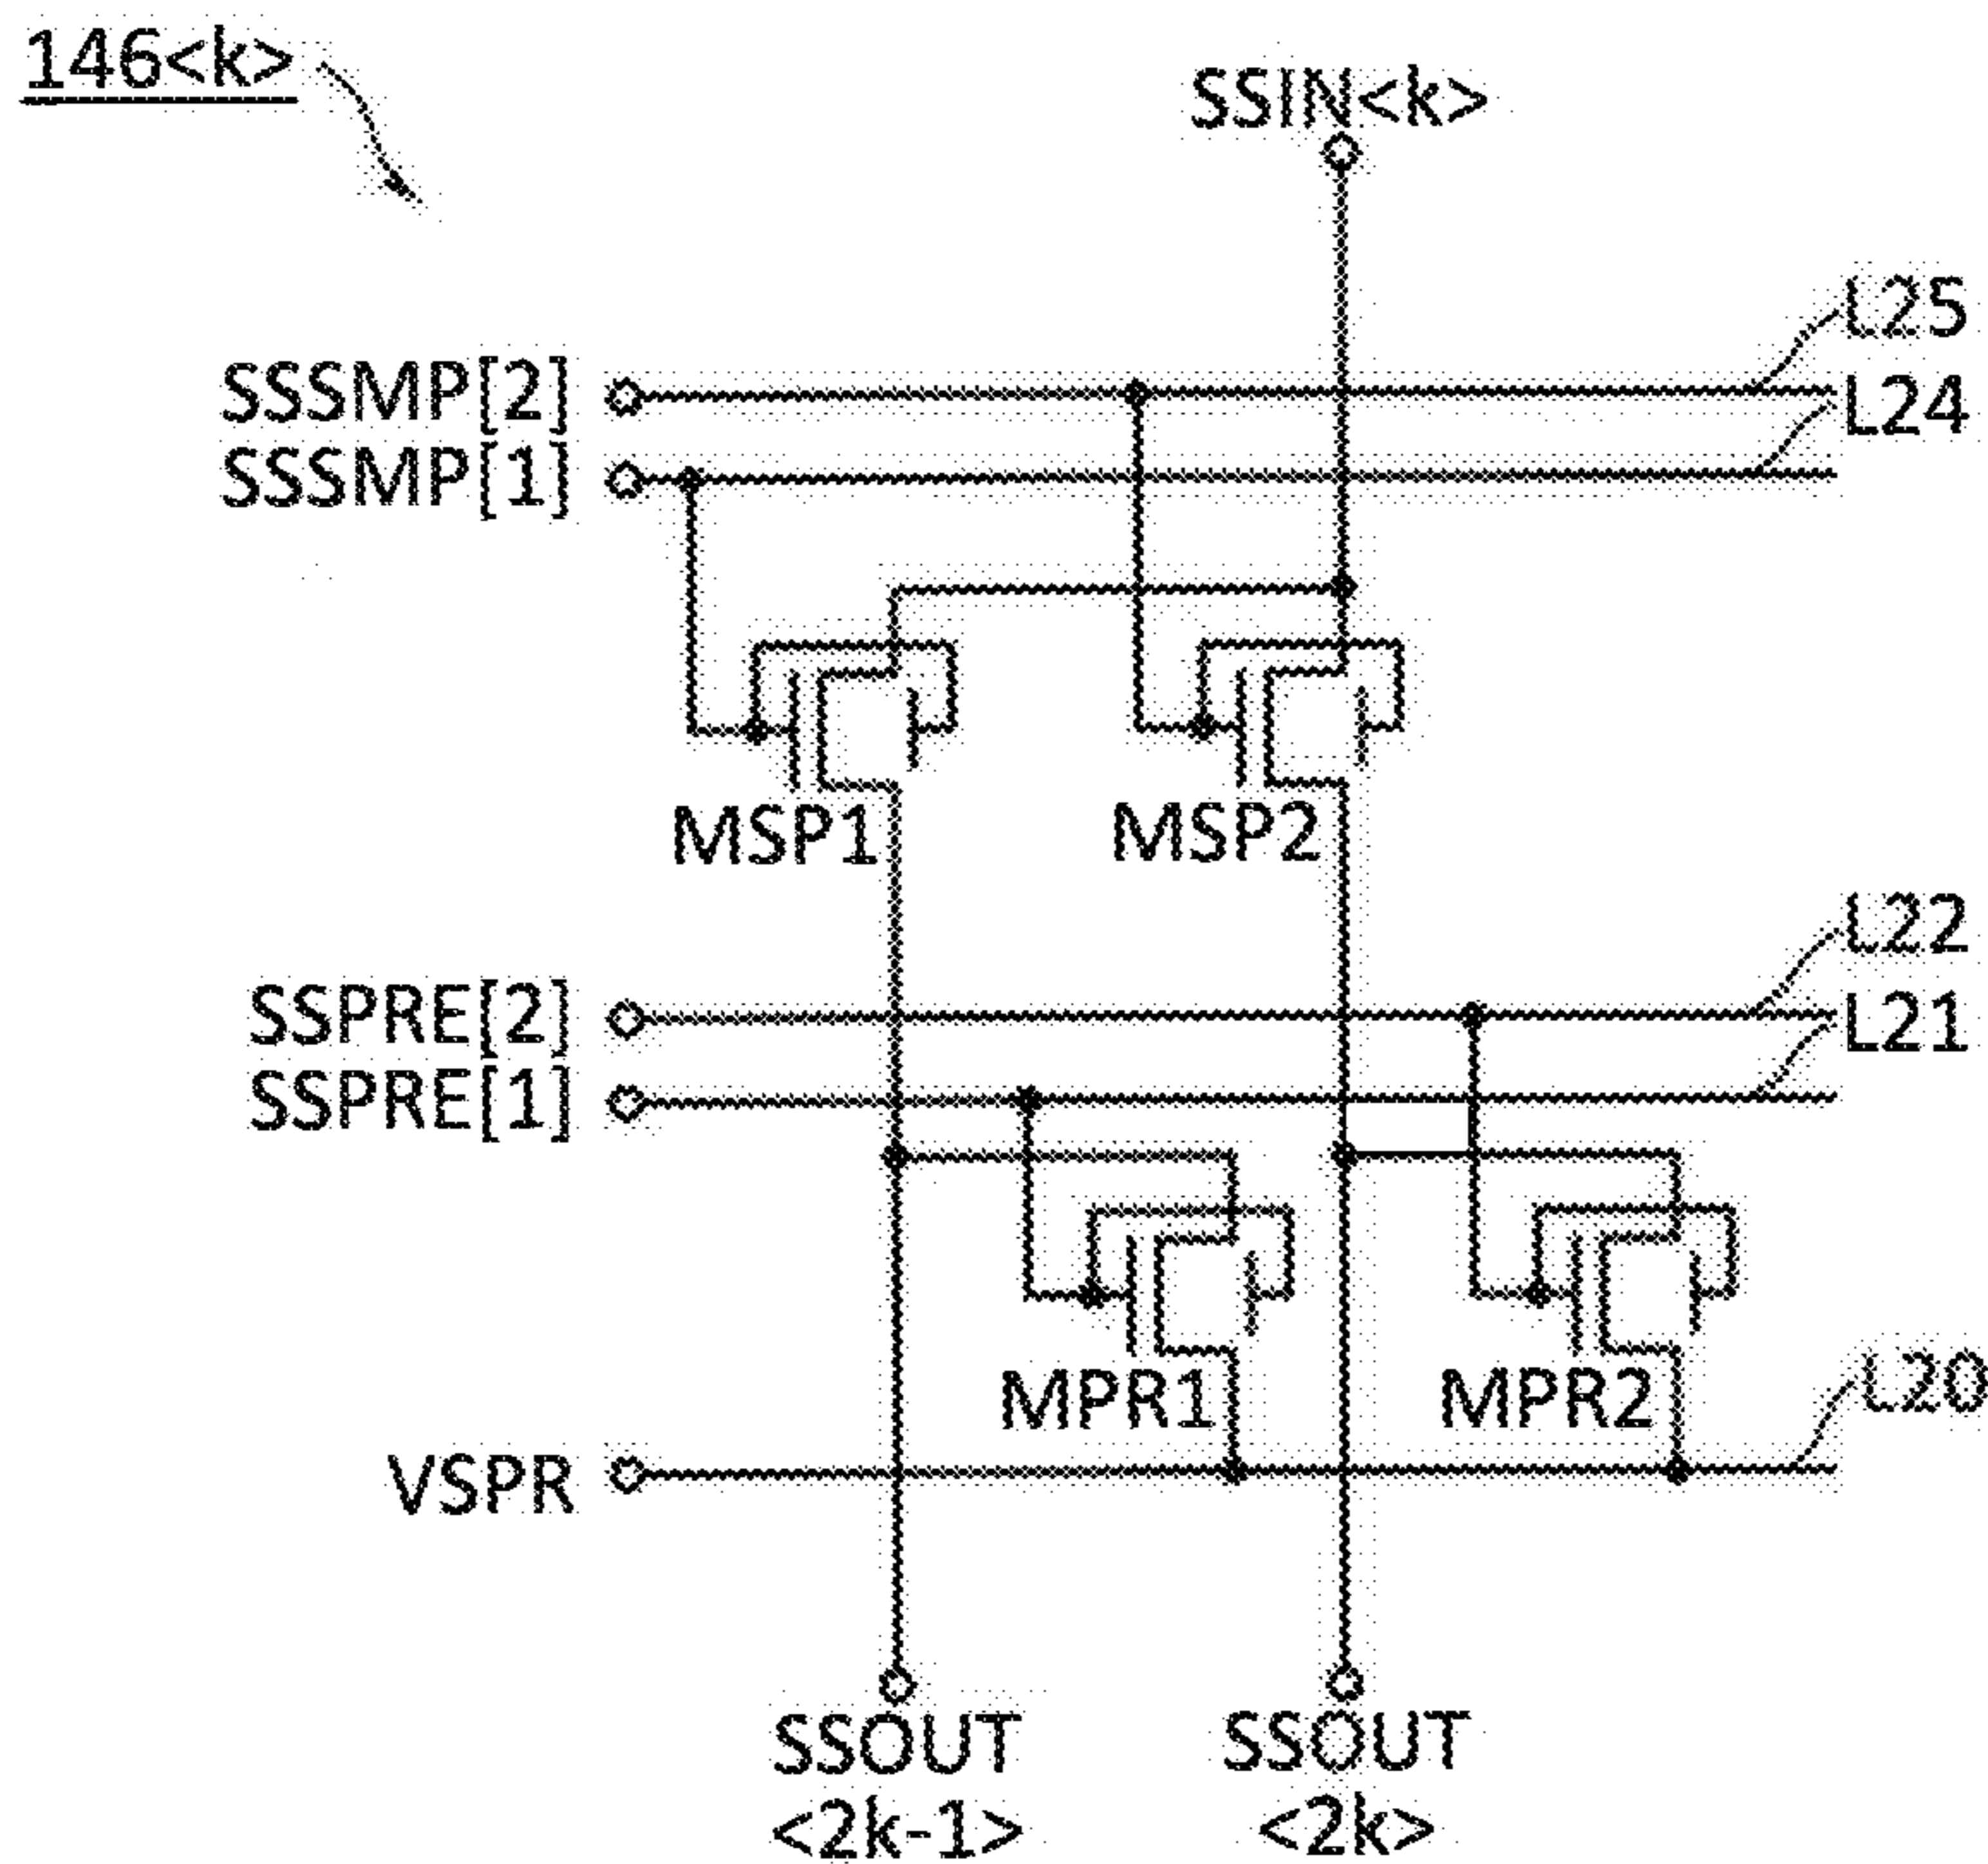 146<k>
SSIN<k>
L25
SSSMP[2]
L24
SSSMP[1]
MSP1
MSP2
L22
SSPRE[2]
L21
SSPRE[1]
MPR1
MPR2
L20
VSPR
SSOUT
<2k-1>
SSOUT
<2k>